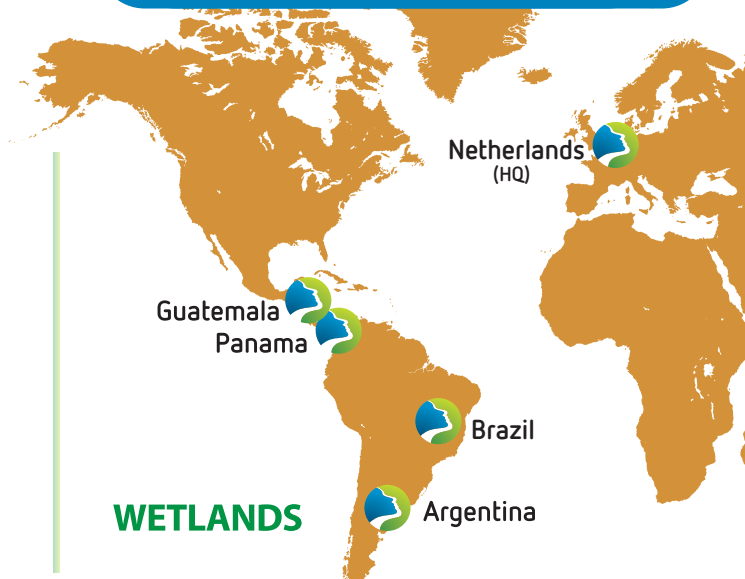 Netherlands
(HQ)
Guatemala
Panama
Brazil
Argentina
WETLANDS